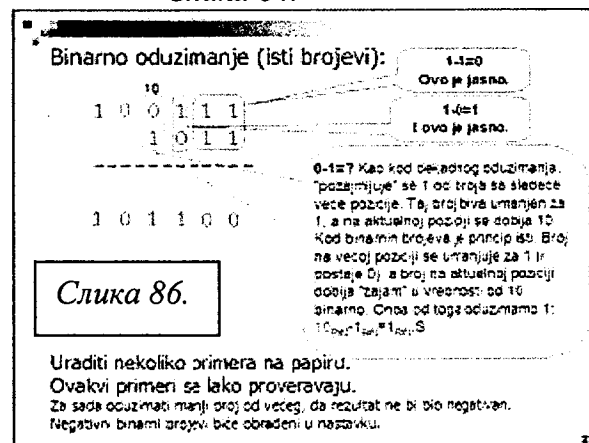 Binarno oduzimanje (isti brojevi):
1-1=0
Ovo je jasno.
10
1 0 0 1 1 1
1 0 1 1
1-0=1
I ovo je jasno.
0-1=? Kao kod dekadnog oduzimanja,
"pozajmljuje" se 1 od broja sa sledeće
veće pozicije. Taj broj biva umanjen za
1, a na aktuelnoj poziciji se dobija 10.
Kod binarnih brojeva je princip isti. Broj
na većoj poziciji se umanjuje za 1 (i
postaje 0), a broj na aktuelnoj poziciji
dobija "zajam" u vrednosti od 10
binarno. Onda od toga oduzimamo 1:
1 0 1 1 0 0
Слика 86.
Uraditi nekoliko primera na papiru.
Ovakvi primeri se lako proveravaju.
Za sada oduzimati manji broj od većeg, da rezultat ne bi bio negativan.
Negativni binarni brojevi biće obrađeni u nastavku.